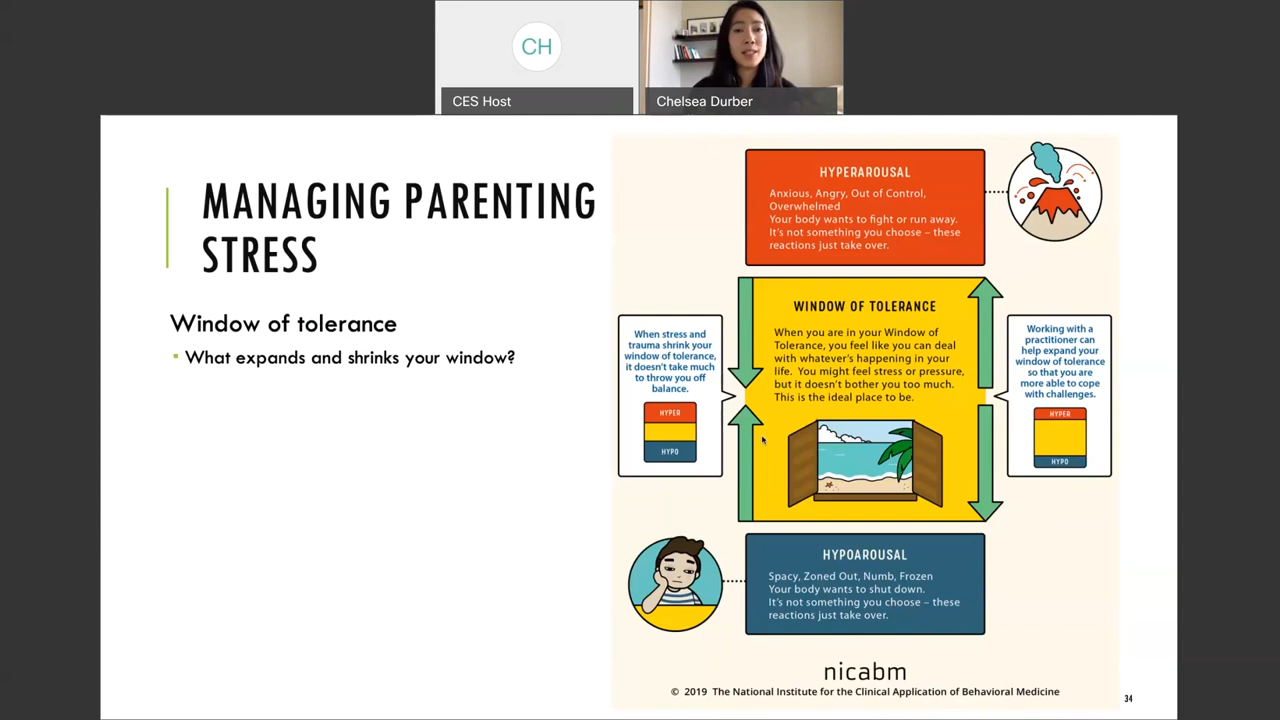 CH
CES Host
Chelsea Durber
MANAGING PARENTING
STRESS
Window of tolerance
What expands and shrinks your window?
HYPERAROUSAL
Anxious, Angry, Out of Control,
Overwhelmed
Your body wants to fight or run away.
It's not something you choose – these
reactions just take over.
When stress and
trauma shrink your
window of tolerance,
it doesn't take much
to throw you off
balance.
HYPER
HYPO
WINDOW OF TOLERANCE
When you are in your Window of
Tolerance, you feel like you can deal
with whatever's happening in your
life. You might feel stress or pressure,
but it doesn't bother you too much.
This is the ideal place to be.
Working with a
practitioner can
help expand your
window of tolerance
so that you are
more able to cope
with challenges.
HYPER
HYPO
HYPOAROUSAL
Spacy, Zoned Out, Numb, Frozen
Your body wants to shut down.
It's not something you choose – these
reactions just take over.
nicabm
© 2019 The National Institute for the Clinical Application of Behavioral Medicine
34